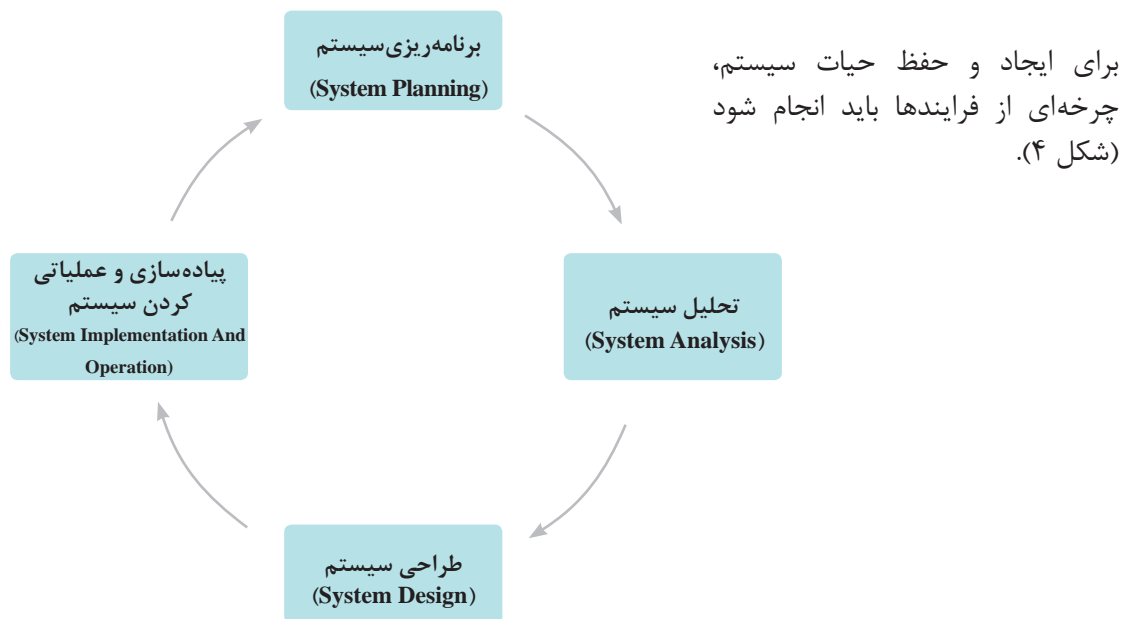 برای ایجاد و حفظ حیات سیستم،
چرخه‌ای از فرایندها باید انجام شود
(شکل ۴).
برنامه‌ریزی‌سیستم
(System Planning)
تحلیل سیستم
(System Analysis)
طراحی سیستم
(System Design)
پیاده‌سازی و عملیاتی
کردن سیستم
(System Implementation And
Operation)